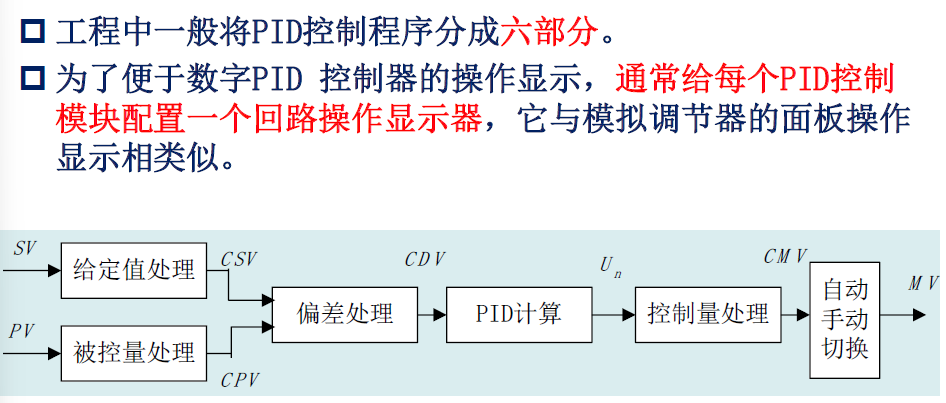 工程中一般将PID控制程序分成六部分。
为了便于数字PID 控制器的操作显示，通常给每个PID控制
模块配置一个回路操作显示器，它与模拟调节器的面板操作
显示相类似。
SV
给定值处理
CSV
PV
被控量处理
CPV
偏差处理
CDV
PID计算
Un
控制量处理
CMV
自动
手动
切换
MV